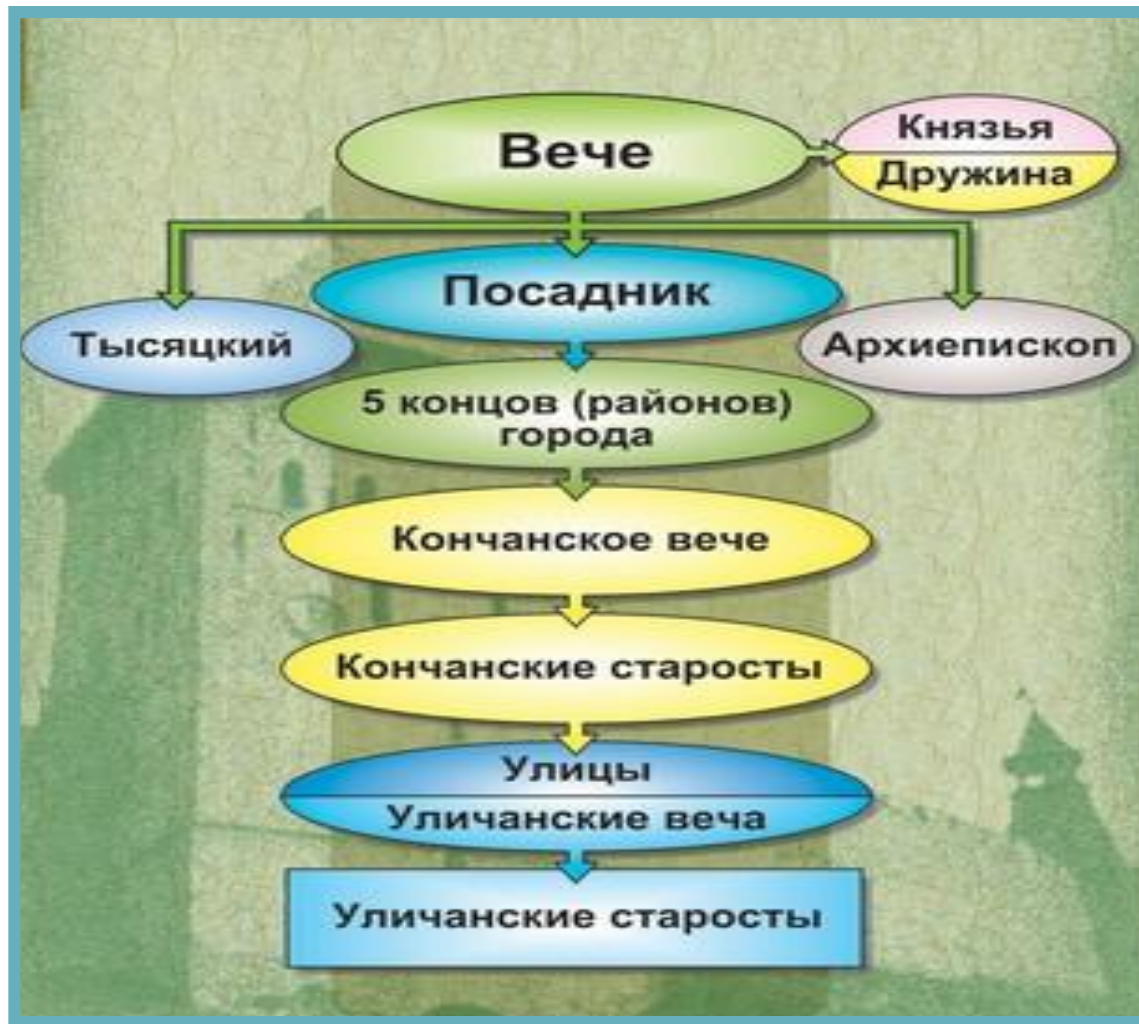 Вече
Князья
Дружина
Посадник
Тысяцкий
Архиепископ
5 концов (районов)
города
Кончанское вече
Кончанские старосты
Улицы
Уличанские веча
Уличанские старосты